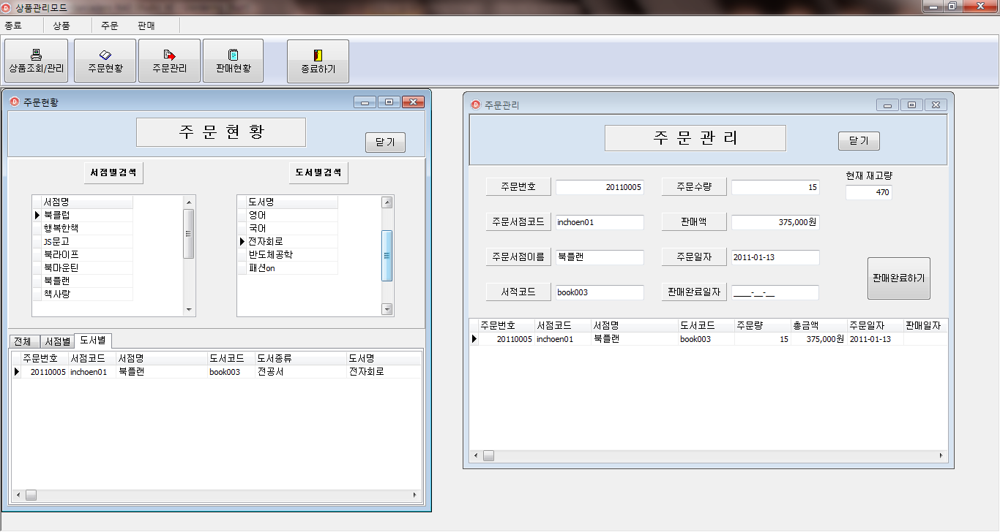 상품관리모드
종료 상품 주문 판매
상품조회/관리 주문현황 주문관리 판매현황 종료하기
주문현황
주 문 현 황
닫기
서점별검색 도서별검색
서점명
북클럽
행복한책
JS문고
북라이프
북마운틴
북플랜
책사랑
도서명
영어
국어
전자회로
반도체공학
패션on
전체 서점별 도서별
주문번호 서점코드 서점명 도서코드 도서종류 도서명
20110005 inchoen01 북플랜 book003 전공서 전자회로
주문관리
주 문 관 리
닫기
주문번호 20110005 주문수량 15
현재 재고량
470
주문서점코드 inchoen01 판매액 375,000원
주문서점이름 북플랜 주문일자 2011-01-13
서적코드 book003 판매완료일자 ____-__-__
판매완료하기
주문번호 서점코드 서점명 도서코드 주문량 총금액 주문일자 판매일자
20110005 inchoen01 북플랜 book003 15 375,000원 2011-01-13